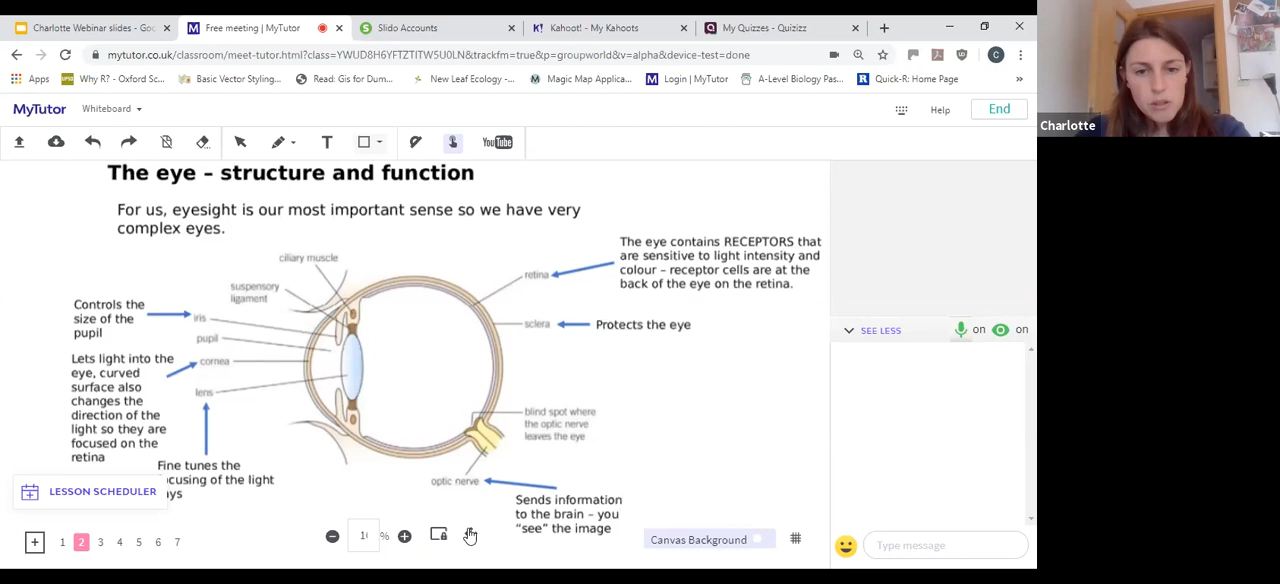 Charlotte Webinar slides - Goo
Free meeting | MyTutor
Slido Accounts
Kahoot! - My Kahoots
My Quizzes - Quizizz
mytutor.co.uk/classroom/meet-tutor.html?class=YWUD8H6YFTZTITW5U0LN&trackfm=true&p=groupworld&v=alpha&device-test=done
C
Apps
Why R? - Oxford Sc...
Basic Vector Styling...
Read: Gis for Dum...
New Leaf Ecology -...
Magic Map Applica...
Login | MyTutor
A-Level Biology Pas...
Quick-R: Home Page
»
MyTutor
Whiteboard
Help
End
Charlotte
YouTube
The eye – structure and function
For us, eyesight is our most important sense so we have very
complex eyes.
ciliary muscle
suspensory
ligament
iris
pupil
cornea
lens
retina
sclera
blind spot where
the optic nerve
leaves the eye
optic nerve
The eye contains RECEPTORS that
are sensitive to light intensity and
colour – receptor cells are at the
back of the eye on the retina.
Protects the eye
Controls the
size of the
pupil
Lets light into the
eye, curved
surface also
changes the
direction of the
light so they are
focused on the
retina
Fine tunes the
ocusing of the light
ays
Sends information
to the brain – you
“see” the image
SEE LESS
on
on
LESSON SCHEDULER
1 2 3 4 5 6 7
%
Canvas Background
Type message